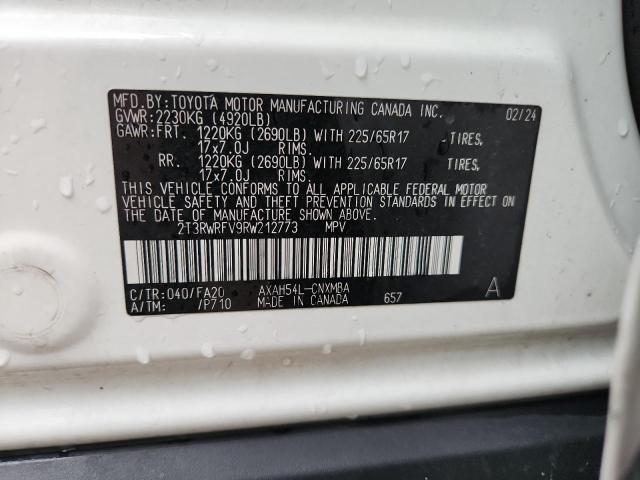 MFD.BY:TOYOTA MOTOR MANUFACTURING CANADA INC. 02/24
GVWR:2230KG (4920LB)
GAWR:FRT. 1220KG (2690LB) WITH 225/65R17 TIRES,
17x7.0J RIMS
RR. 1220KG (2690LB) WITH 225/65R17 TIRES,
17x7.0J RIMS
THIS VEHICLE CONFORMS TO ALL APPLICABLE FEDERAL MOTOR
VEHICLE SAFETY AND THEFT PREVENTION STANDARDS IN EFFECT ON
THE DATE OF MANUFACTURE SHOWN ABOVE.
2T3RWRFV9RW212773 MPV
C/TR:040/FA20 AXAH54L-CNXMBA A
A/TM: /P710 MADE IN CANADA 657